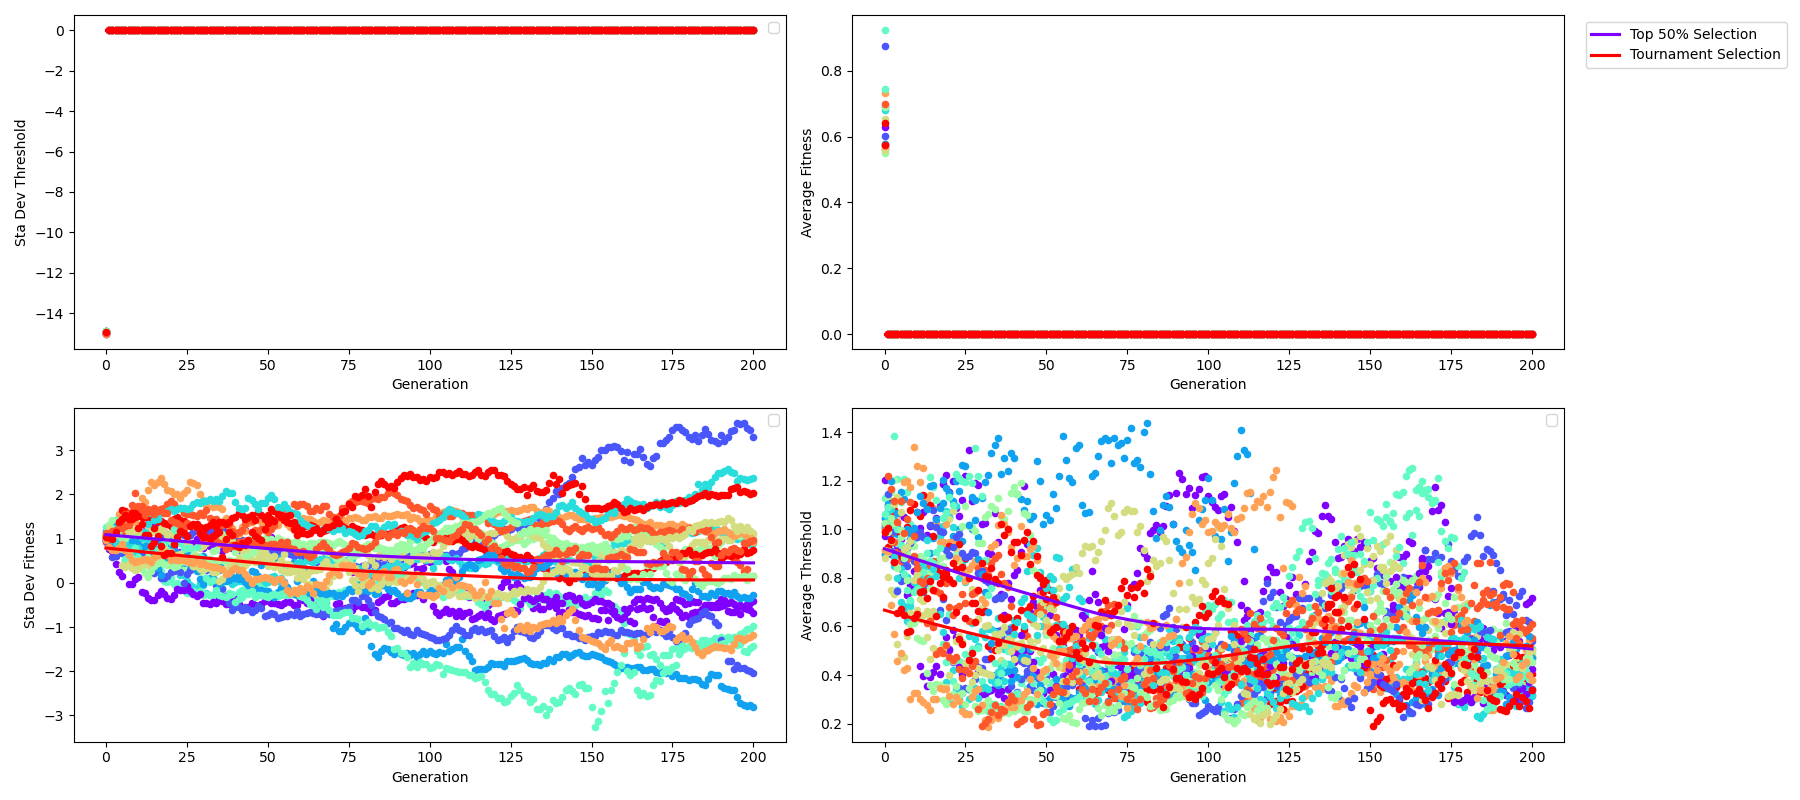 0
−2
−4
−6
−8
−10
−12
−14
Sta Dev Threshold
0 25 50 75 100 125 150 175 200
Generation
0.8
0.6
0.4
0.2
0.0
Average Fitness
0 25 50 75 100 125 150 175 200
Generation
Top 50% Selection
Tournament Selection
3
2
1
0
−1
−2
−3
Sta Dev Fitness
0 25 50 75 100 125 150 175 200
Generation
1.4
1.2
1.0
0.8
0.6
0.4
0.2
Average Threshold
0 25 50 75 100 125 150 175 200
Generation